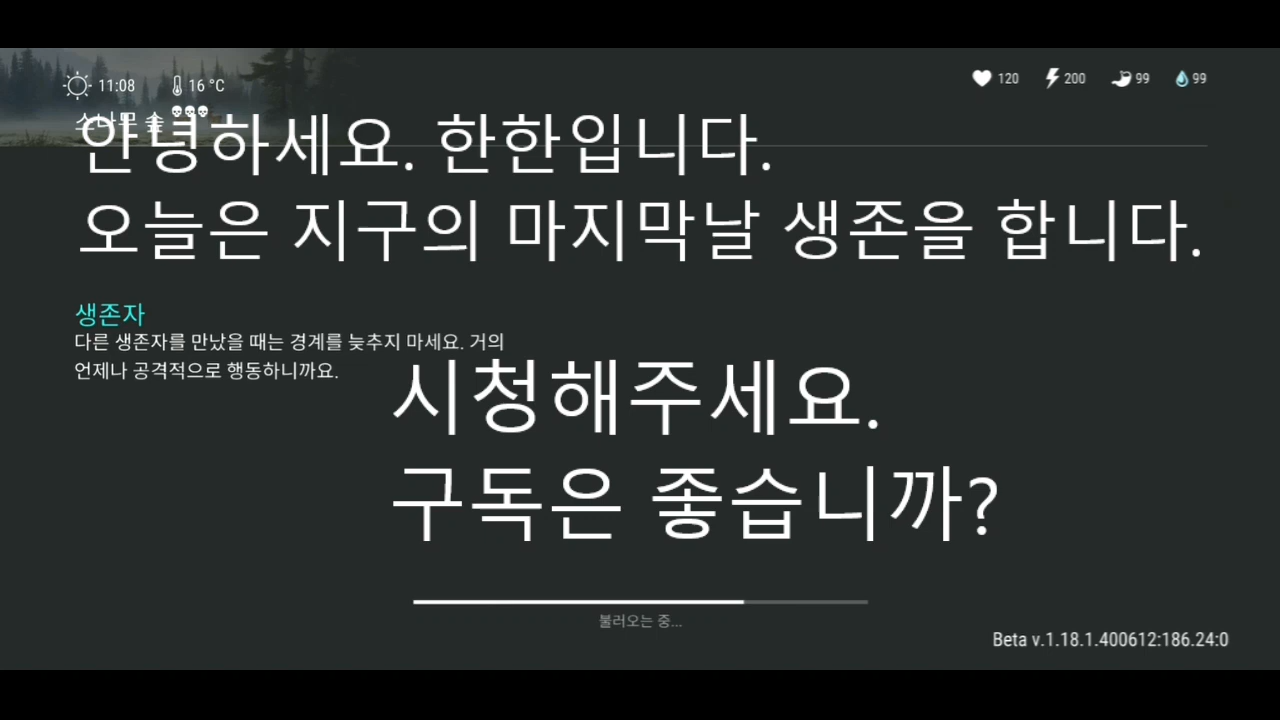 11:08
16 °C
120
200
99
99
소나무 숲
안녕하세요. 한한입니다.
오늘은 지구의 마지막날 생존을 합니다.
생존자
다른 생존자를 만났을 때는 경계를 늦추지 마세요. 거의
언제나 공격적으로 행동하니까요.
시청해주세요.
구독은 좋습니까?
불러오는 중...
Beta v.1.18.1.400612:186.24:0